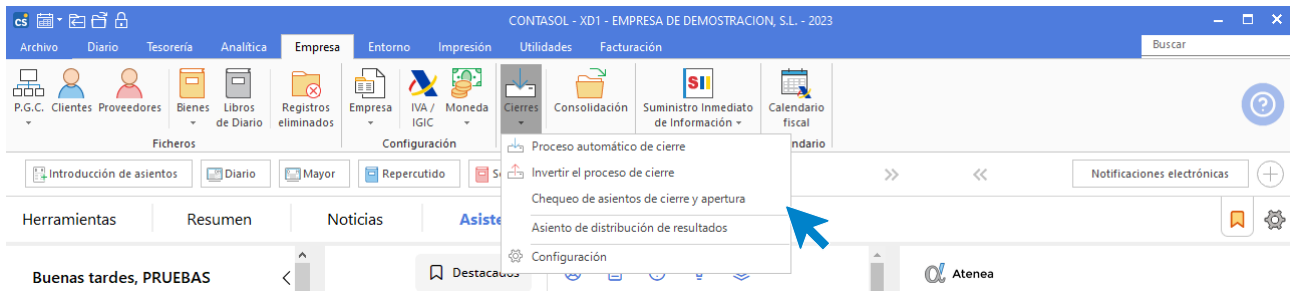 cs CONTASOL - XD1 - EMPRESA DE DEMOSTRACION, S.L. - 2023
Archivo Diario Tesorería Analítica Empresa Entorno Impresión Utilidades Facturación Buscar
SII
P.G.C. Clientes Proveedores Bienes Libros de Diario Registros eliminados Empresa IVA / IGIC Moneda Cierres Consolidación Suministro Inmediato de Información Calendario fiscal
Ficheros Configuración
Proceso automático de cierre
Invertir el proceso de cierre
Chequeo de asientos de cierre y apertura
Asiento de distribución de resultados
Configuración
Introducción de asientos Diario Mayor Repercutido Notificaciones electrónicas
Herramientas Resumen Noticias
Buenas tardes, PRUEBAS Destacados Atenea